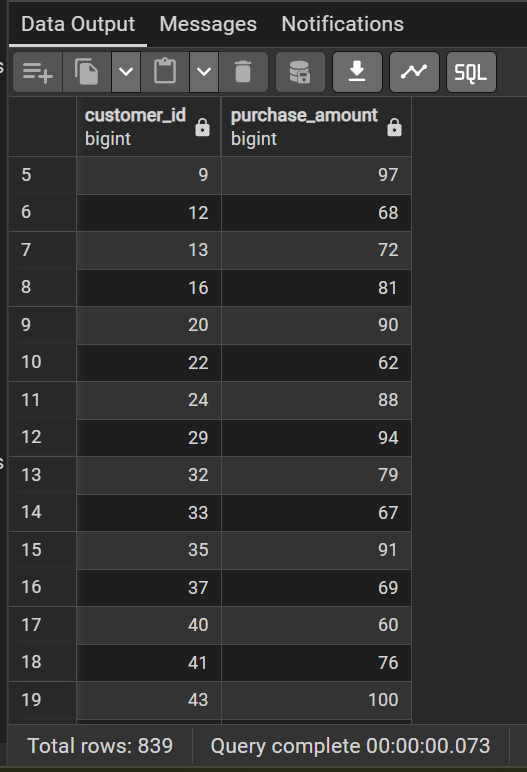 Data Output Messages Notifications
SQL
customer_id purchase_amount
bigint bigint
5 9 97
6 12 68
7 13 72
8 16 81
9 20 90
10 22 62
11 24 88
12 29 94
13 32 79
14 33 67
15 35 91
16 37 69
17 40 60
18 41 76
19 43 100
Total rows: 839 Query complete 00:00:00.073